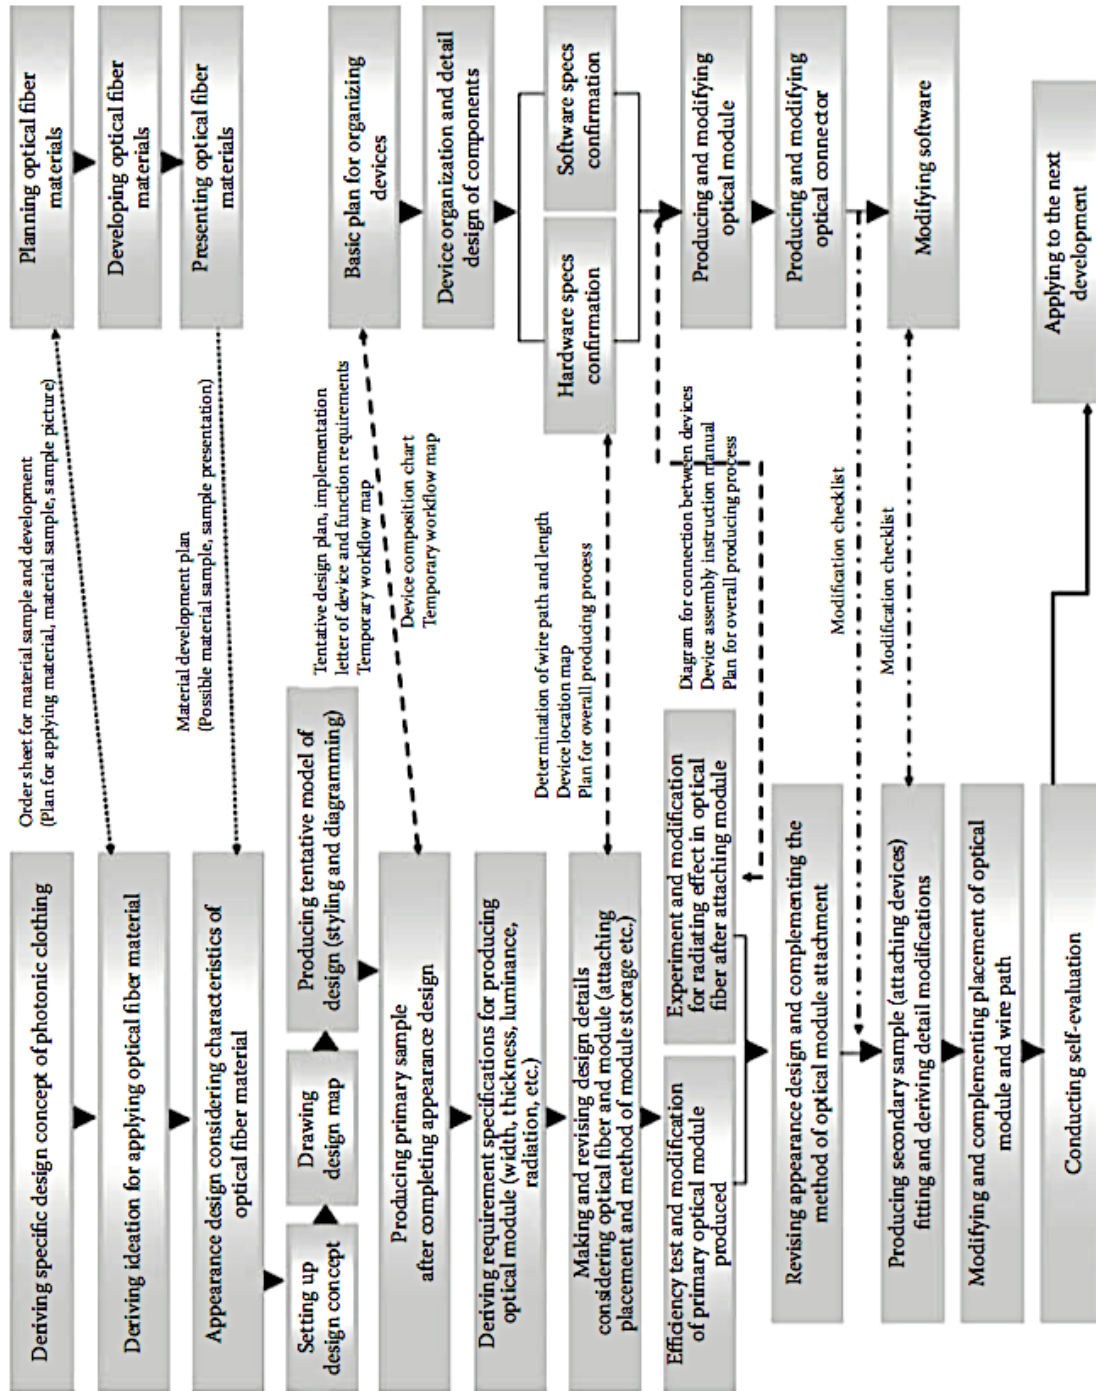 Deriving specific design concept of photonic clothing
Deriving ideation for applying optical fiber material
Appearance design considering characteristics of
optical fiber material
Setting up
design concept
Drawing
design map
Producing tentative model of
design (styling and diagramming)
Producing primary sample
after completing appearance design
Deriving requirement specifications for producing
optical module (width, thickness, luminance,
radiation, etc.)
Making and revising design details
considering optical fiber and module (attaching
placement and method of module storage etc.)
Efficiency test and modification
of primary optical module
produced
Experiment and modification
for radiating effect in optical
fiber after attaching module
Revising appearance design and complementing the
method of optical module attachment
Producing secondary sample (attaching devices)
fitting and deriving detail modifications
Modifying and complementing placement of optical
module and wire path
Conducting self-evaluation
Order sheet for material sample and development
(Plan for applying material, material sample, sample picture)
Material development plan
(Possible material sample, sample presentation)
Tentative design plan, implementation
letter of device and function requirements
Temporary workflow map
Device composition chart
Temporary workflow map
Determination of wire path and length
Device location map
Plan for overall producing process
Diagram for connection between devices
Device assembly instruction manual
Plan for overall producing process
Modification checklist
Modification checklist
Planning optical fiber
materials
Developing optical fiber
materials
Presenting optical fiber
materials
Basic plan for organizing
devices
Device organization and detail
design of components
Hardware specs
confirmation
Software specs
confirmation
Producing and modifying
optical module
Producing and modifying
optical connector
Modifying software
Applying to the next
development